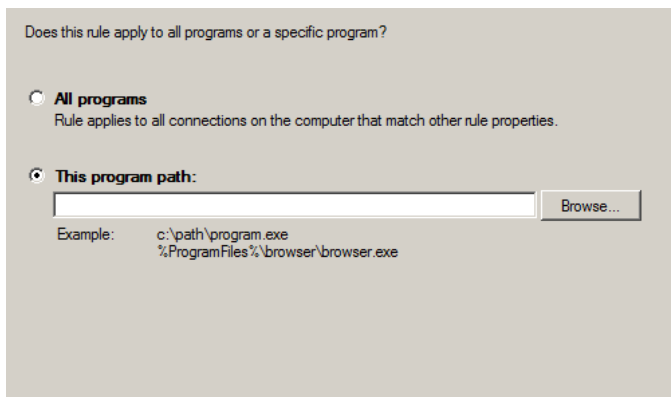 Does this rule apply to all programs or a specific program?
All programs
Rule applies to all connections on the computer that match other rule properties.
This program path:
Browse...
Example: c:\path\program.exe
%ProgramFiles%\browser\browser.exe